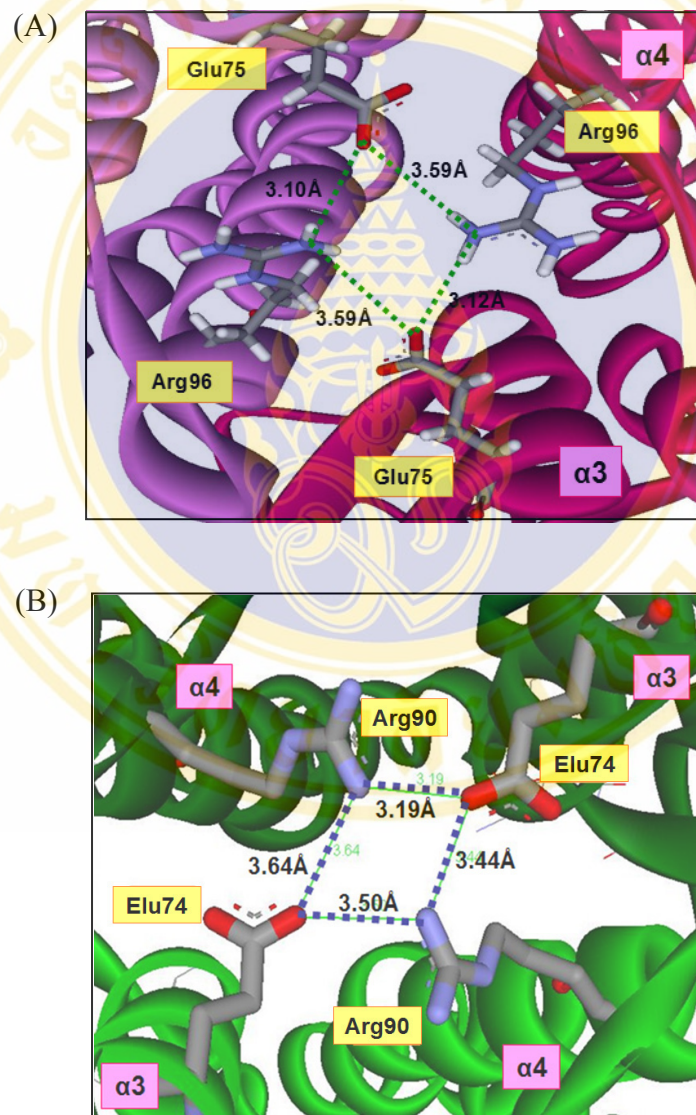 (A)
Glu75
α4
Arg96
3.10Å
3.59Å
3.59Å
3.12Å
Arg96
Glu75
α3
(B)
α4
Arg90
α3
3.19
3.19Å
Elu74
3.64Å
3.64
3.44Å
Elu74
3.50Å
Arg90
α3
α4